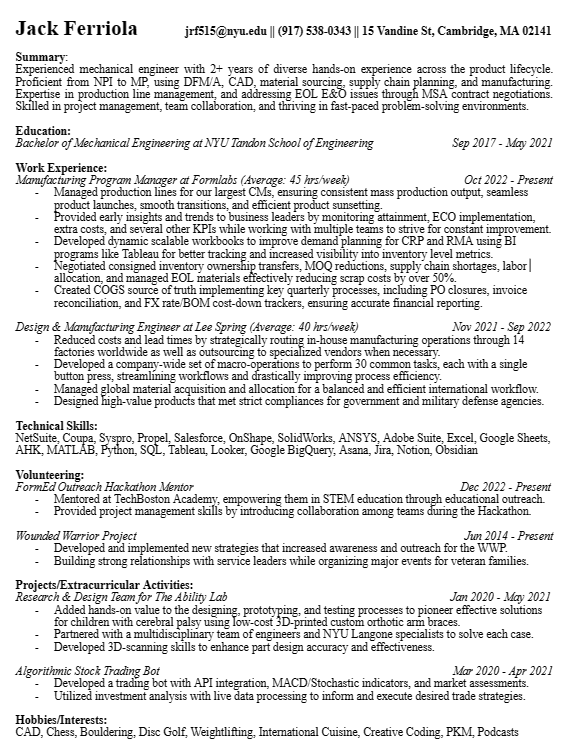 Jack Ferriola jrf515@nyu.edu || (917) 538-0343 || 15 Vandine St, Cambridge, MA 02141
Summary:
Experienced mechanical engineer with 2+ years of diverse hands-on experience across the product lifecycle.
Proficient from NPI to MP, using DFM/A, CAD, material sourcing, supply chain planning, and manufacturing.
Expertise in production line management, and addressing EOL E&O issues through MSA contract negotiations.
Skilled in project management, team collaboration, and thriving in fast-paced problem-solving environments.
Education:
Bachelor of Mechanical Engineering at NYU Tandon School of Engineering Sep 2017 - May 2021
Work Experience:
Manufacturing Program Manager at Formlabs (Average: 45 hrs/week) Oct 2022 - Present
- Managed production lines for our largest CMs, ensuring consistent mass production output, seamless
product launches, smooth transitions, and efficient product sunsetting.
- Provided early insights and trends to business leaders by monitoring attainment, ECO implementation,
extra costs, and several other KPIs while working with multiple teams to strive for constant improvement.
- Developed dynamic scalable workbooks to improve demand planning for CRP and RMA using BI
programs like Tableau for better tracking and increased visibility into inventory level metrics.
- Negotiated consigned inventory ownership transfers, MOQ reductions, supply chain shortages, labor
allocation, and managed EOL materials effectively reducing scrap costs by over 50%.
- Created COGS source of truth implementing key quarterly processes, including PO closures, invoice
reconciliation, and FX rate/BOM cost-down trackers, ensuring accurate financial reporting.
Design & Manufacturing Engineer at Lee Spring (Average: 40 hrs/week) Nov 2021 - Sep 2022
- Reduced costs and lead times by strategically routing in-house manufacturing operations through 14
factories worldwide as well as outsourcing to specialized vendors when necessary.
- Developed a company-wide set of macro-operations to perform 30 common tasks, each with a single
button press, streamlining workflows and drastically improving process efficiency.
- Managed global material acquisition and allocation for a balanced and efficient international workflow.
- Designed high-value products that met strict compliances for government and military defense agencies.
Technical Skills:
NetSuite, Coupa, Syspro, Propel, Salesforce, OnShape, SolidWorks, ANSYS, Adobe Suite, Excel, Google Sheets,
AHK, MATLAB, Python, SQL, Tableau, Looker, Google BigQuery, Asana, Jira, Notion, Obsidian
Volunteering:
FormEd Outreach Hackathon Mentor Dec 2022 - Present
- Mentored at TechBoston Academy, empowering them in STEM education through educational outreach.
- Provided project management skills by introducing collaboration among teams during the Hackathon.
Wounded Warrior Project Jun 2014 - Present
- Developed and implemented new strategies that increased awareness and outreach for the WWP.
- Building strong relationships with service leaders while organizing major events for veteran families.
Projects/Extracurricular Activities:
Research & Design Team for The Ability Lab Jan 2020 - May 2021
- Added hands-on value to the designing, prototyping, and testing processes to pioneer effective solutions
for children with cerebral palsy using low-cost 3D-printed custom orthotic arm braces.
- Partnered with a multidisciplinary team of engineers and NYU Langone specialists to solve each case.
- Developed 3D-scanning skills to enhance part design accuracy and effectiveness.
Algorithmic Stock Trading Bot Mar 2020 - Apr 2021
- Developed a trading bot with API integration, MACD/Stochastic indicators, and market assessments.
- Utilized investment analysis with live data processing to inform and execute desired trade strategies.
Hobbies/Interests:
CAD, Chess, Bouldering, Disc Golf, Weightlifting, International Cuisine, Creative Coding, PKM, Podcasts